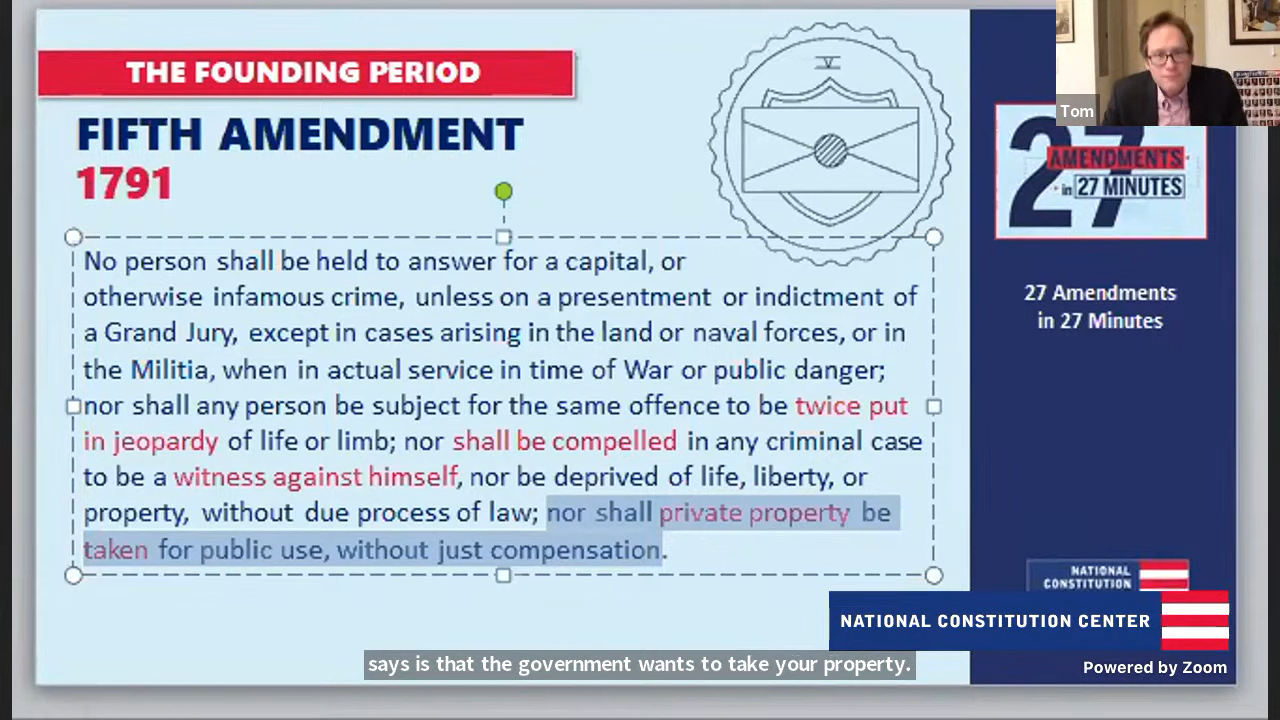 THE FOUNDING PERIOD
FIFTH AMENDMENT
1791
V
No person shall be held to answer for a capital, or
otherwise infamous crime, unless on a presentment or indictment of
a Grand Jury, except in cases arising in the land or naval forces, or in
the Militia, when in actual service in time of War or public danger;
nor shall any person be subject for the same offence to be twice put
in jeopardy of life or limb; nor shall be compelled in any criminal case
to be a witness against himself, nor be deprived of life, liberty, or
property, without due process of law; nor shall private property be
taken for public use, without just compensation.
Tom
27
AMENDMENTS
in 27 MINUTES
27 Amendments
in 27 Minutes
NATIONAL
CONSTITUTION
NATIONAL CONSTITUTION CENTER
says is that the government wants to take your property.
Powered by Zoom